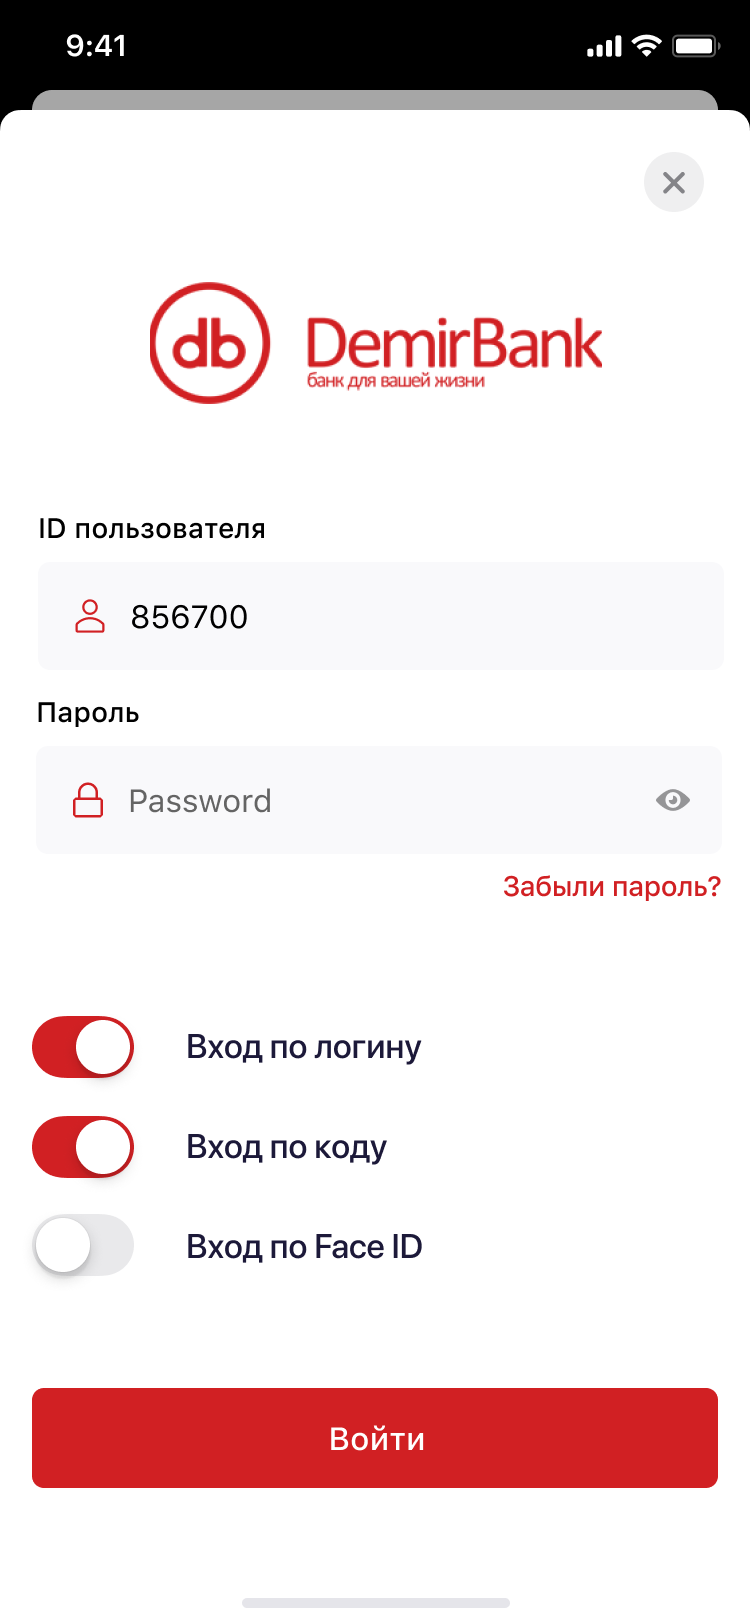 9:41
db DemirBank
банк для вашей жизни
ID пользователя
856700
Пароль
Password
Забыли пароль?
Вход по логину
Вход по коду
Вход по Face ID
Войти